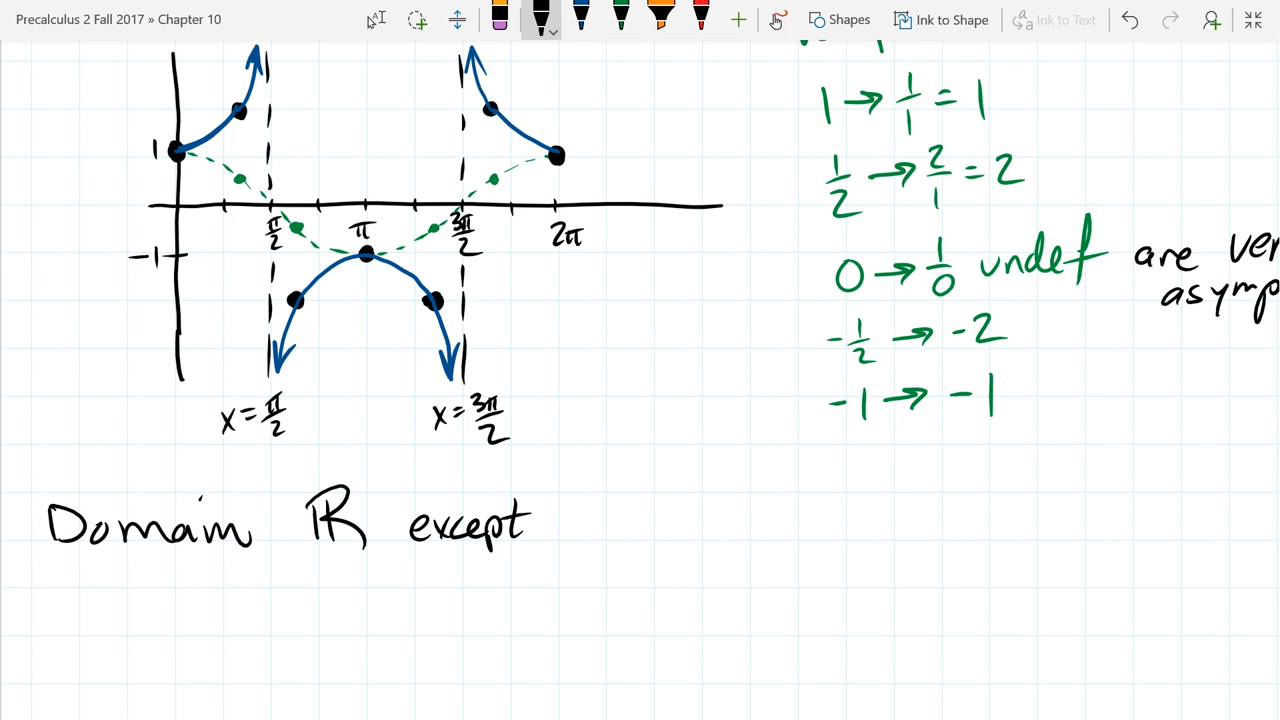 Precalculus 2 Fall 2017 » Chapter 10
Shapes
Ink to Shape
Ink to Text
1
-1
π/2
π
3π/2
2π
x = π/2
x = 3π/2
1 → 1/1 = 1
1/2 → 2/1 = 2
0 → 1/0 undef
-1/2 → -2
-1 → -1
are ver
asymp
Domain ℝ except